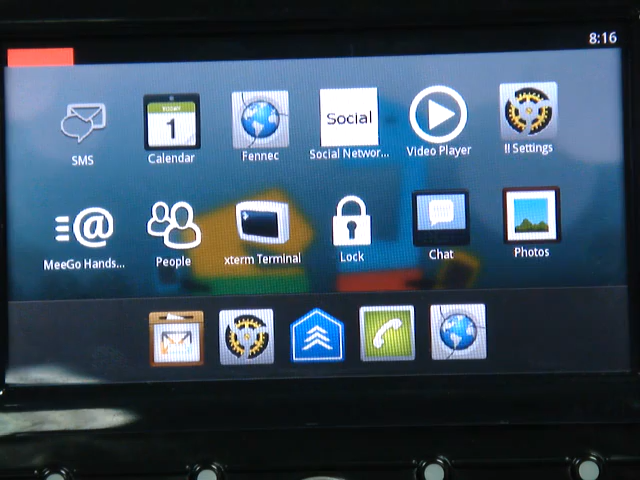 8:16
SMS
TODAY
1
Calendar
Fennec
Social
Social Networ...
Video Player
!! Settings
MeeGo Hands...
People
xterm Terminal
Lock
Chat
Photos